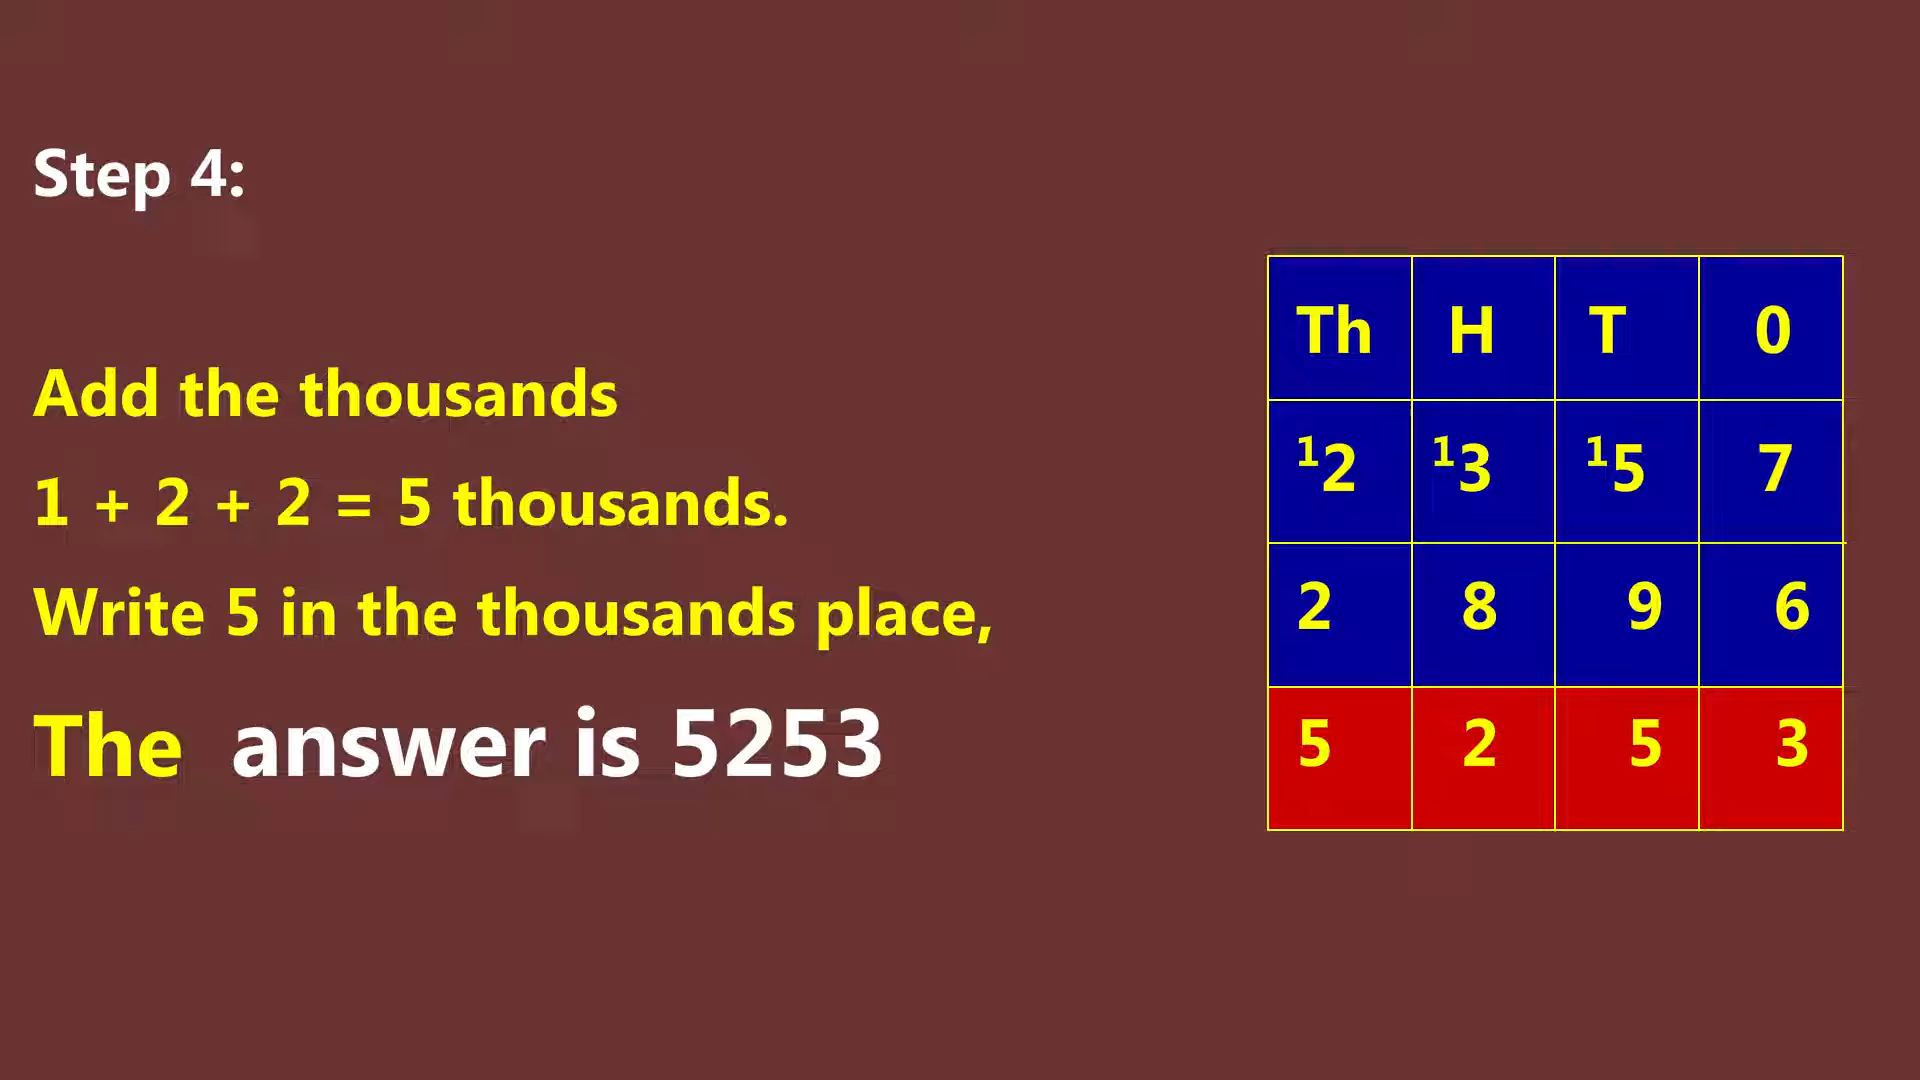 Step 4:
Add the thousands
1 + 2 + 2 = 5 thousands.
Write 5 in the thousands place,
The answer is 5253
Th H T 0
¹2 ¹3 ¹5 7
2 8 9 6
5 2 5 3